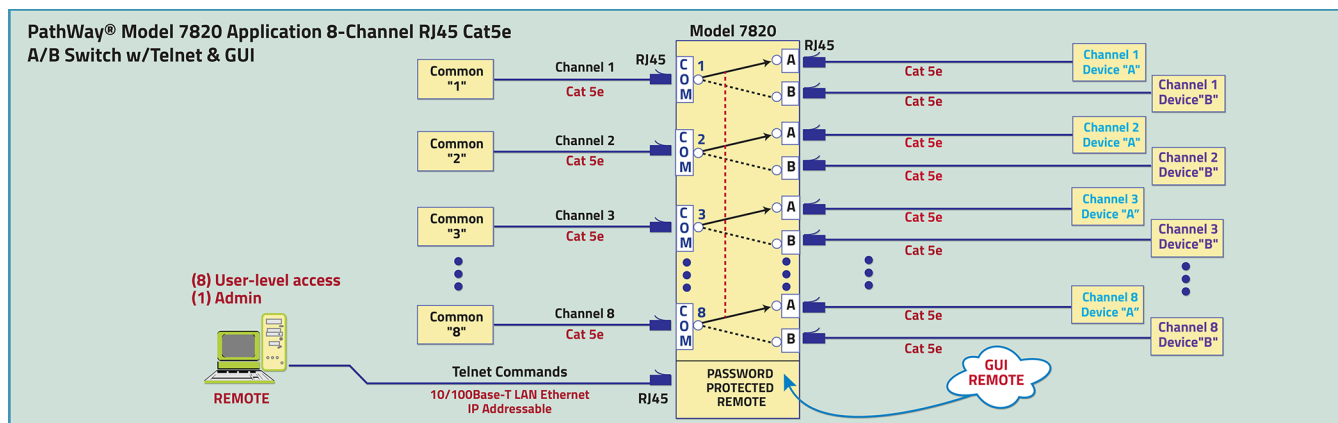 PathWay® Model 7820 Application 8-Channel RJ45 Cat5e
A/B Switch w/Telnet & GUI
Model 7820
RJ45
RJ45
Common
"1"
Channel 1
Cat 5e
COM
1
A
B
Cat 5e
Cat 5e
Channel 1
Device "A"
Channel 1
Device"B"
Common
"2"
Channel 2
Cat 5e
COM
2
A
B
Cat 5e
Cat 5e
Channel 2
Device "A"
Channel 2
Device"B"
Common
"3"
Channel 3
Cat 5e
COM
3
A
B
Cat 5e
Cat 5e
Channel 3
Device "A"
Channel 3
Device"B"
Common
"8"
Channel 8
Cat 5e
COM
8
A
B
Cat 5e
Cat 5e
Channel 8
Device "A"
Channel 8
Device"B"
(8) User-level access
(1) Admin
REMOTE
Telnet Commands
10/100Base-T LAN Ethernet
IP Addressable
RJ45
PASSWORD
PROTECTED
REMOTE
GUI
REMOTE